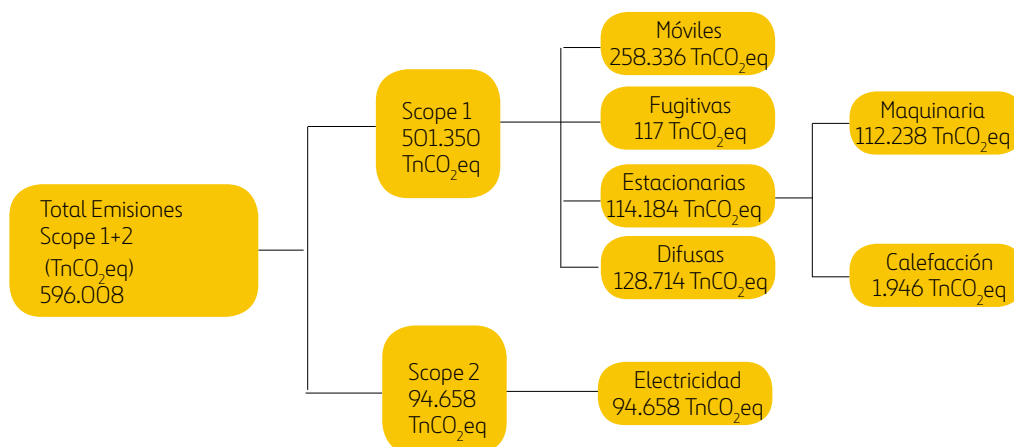 Total Emisiones
Scope 1+2
(TnCO₂eq)
596.008
Scope 1
501.350
TnCO₂eq
Móviles
258.336 TnCO₂eq
Fugitivas
117 TnCO₂eq
Estacionarias
114.184 TnCO₂eq
Difusas
128.714 TnCO₂eq
Maquinaria
112.238 TnCO₂eq
Calefacción
1.946 TnCO₂eq
Scope 2
94.658
TnCO₂eq
Electricidad
94.658 TnCO₂eq